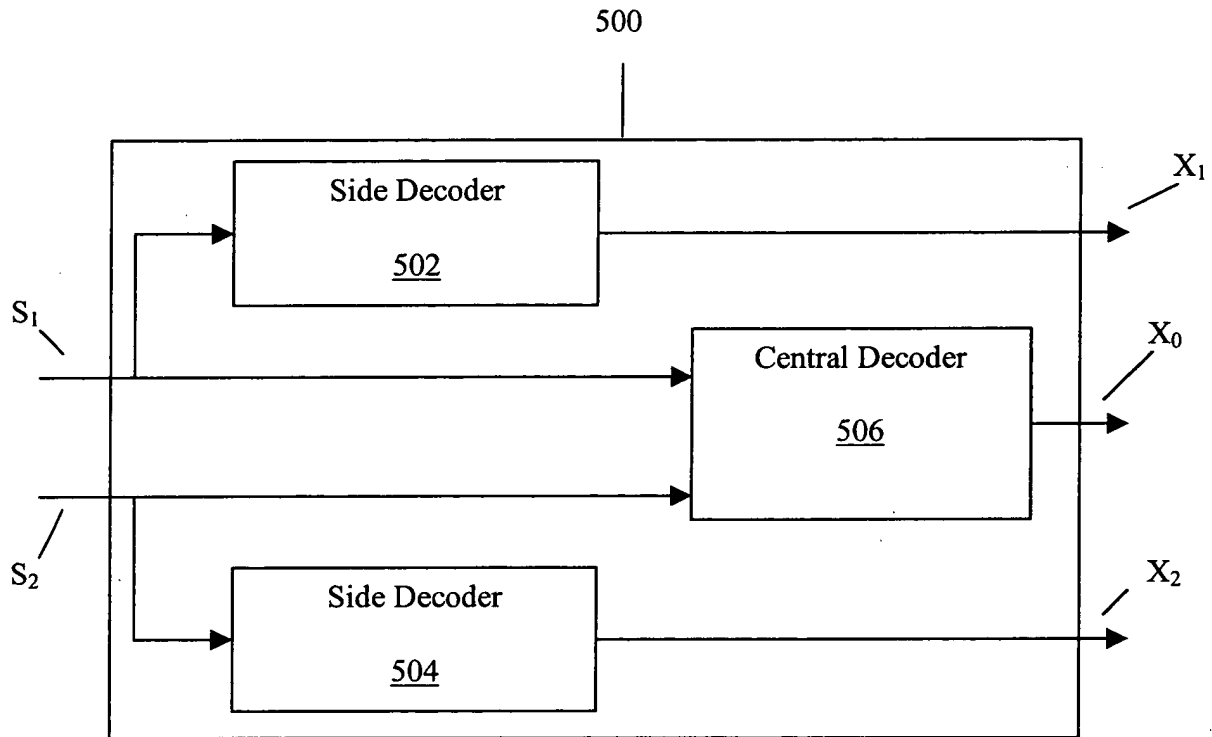 500
Side Decoder
502
X₁
S₁
Central Decoder
506
X₀
S₂
Side Decoder
504
X₂